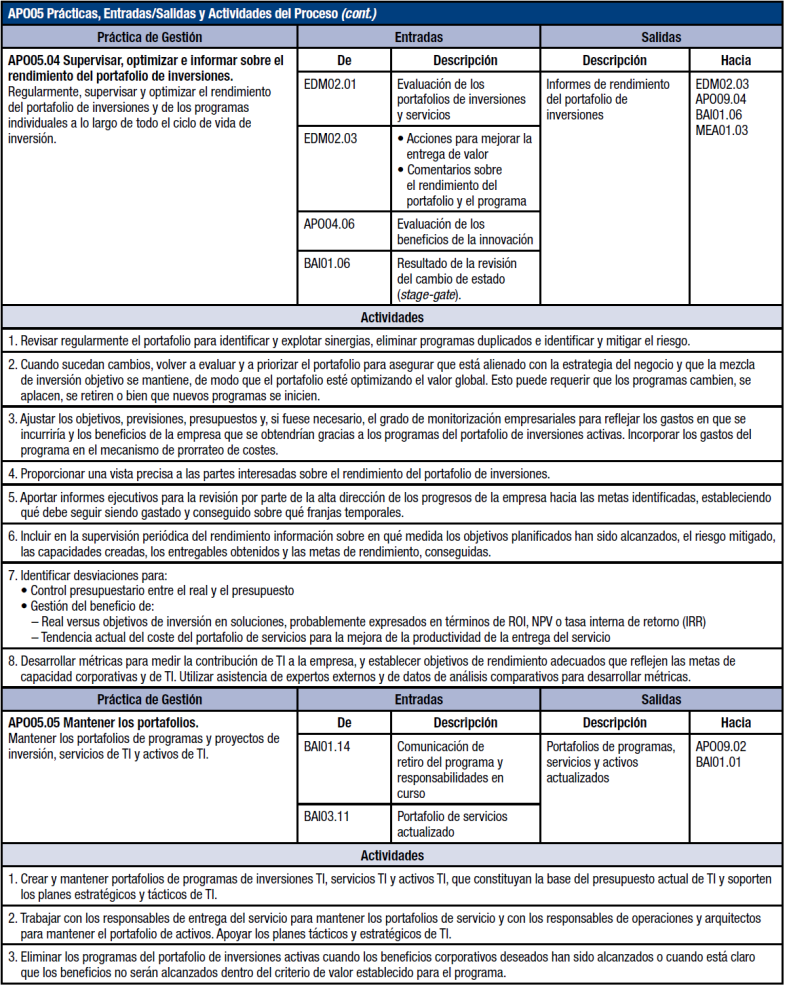 APO05 Prácticas, Entradas/Salidas y Actividades del Proceso (cont.)
Práctica de Gestión
Entradas
Salidas
APO05.04 Supervisar, optimizar e informar sobre el
rendimiento del portafolio de inversiones.
Regularmente, supervisar y optimizar el rendimiento
del portafolio de inversiones y de los programas
individuales a lo largo de todo el ciclo de vida de
inversión.
De
Descripción
Descripción
Hacia
EDM02.01
Evaluación de los
portafolios de inversiones
y servicios
Informes de rendimiento
del portafolio de
inversiones
EDM02.03
APO09.04
BAI01.06
MEA01.03
EDM02.03
• Acciones para mejorar la
entrega de valor
• Comentarios sobre
el rendimiento del
portafolio y el programa
APO04.06
Evaluación de los
beneficios de la innovación
BAI01.06
Resultado de la revisión
del cambio de estado
(stage-gate).
Actividades
1. Revisar regularmente el portafolio para identificar y explotar sinergias, eliminar programas duplicados e identificar y mitigar el riesgo.
2. Cuando sucedan cambios, volver a evaluar y a priorizar el portafolio para asegurar que está alienado con la estrategia del negocio y que la mezcla
de inversión objetivo se mantiene, de modo que el portafolio esté optimizando el valor global. Esto puede requerir que los programas cambien, se
aplacen, se retiren o bien que nuevos programas se inicien.
3. Ajustar los objetivos, previsiones, presupuestos y, si fuese necesario, el grado de monitorización empresariales para reflejar los gastos en que se
incurriría y los beneficios de la empresa que se obtendrían gracias a los programas del portafolio de inversiones activas. Incorporar los gastos del
programa en el mecanismo de prorrateo de costes.
4. Proporcionar una vista precisa a las partes interesadas sobre el rendimiento del portafolio de inversiones.
5. Aportar informes ejecutivos para la revisión por parte de la alta dirección de los progresos de la empresa hacia las metas identificadas, estableciendo
qué debe seguir siendo gastado y conseguido sobre qué franjas temporales.
6. Incluir en la supervisión periódica del rendimiento información sobre en qué medida los objetivos planificados han sido alcanzados, el riesgo mitigado,
las capacidades creadas, los entregables obtenidos y las metas de rendimiento, conseguidas.
7. Identificar desviaciones para:
• Control presupuestario entre el real y el presupuesto
• Gestión del beneficio de:
– Real versus objetivos de inversión en soluciones, probablemente expresados en términos de ROI, NPV o tasa interna de retorno (IRR)
– Tendencia actual del coste del portafolio de servicios para la mejora de la productividad de la entrega del servicio
8. Desarrollar métricas para medir la contribución de TI a la empresa, y establecer objetivos de rendimiento adecuados que reflejen las metas de
capacidad corporativas y de TI. Utilizar asistencia de expertos externos y de datos de análisis comparativos para desarrollar métricas.
Práctica de Gestión
Entradas
Salidas
APO05.05 Mantener los portafolios.
Mantener los portafolios de programas y proyectos de
inversión, servicios de TI y activos de TI.
De
Descripción
Descripción
Hacia
BAI01.14
Comunicación de
retiro del programa y
responsabilidades en
curso
Portafolios de programas,
servicios y activos
actualizados
APO09.02
BAI01.01
BAI03.11
Portafolio de servicios
actualizado
Actividades
1. Crear y mantener portafolios de programas de inversiones TI, servicios TI y activos TI, que constituyan la base del presupuesto actual de TI y soporten
los planes estratégicos y tácticos de TI.
2. Trabajar con los responsables de entrega del servicio para mantener los portafolios de servicio y con los responsables de operaciones y arquitectos
para mantener el portafolio de activos. Apoyar los planes tácticos y estratégicos de TI.
3. Eliminar los programas del portafolio de inversiones activas cuando los beneficios corporativos deseados han sido alcanzados o cuando está claro
que los beneficios no serán alcanzados dentro del criterio de valor establecido para el programa.